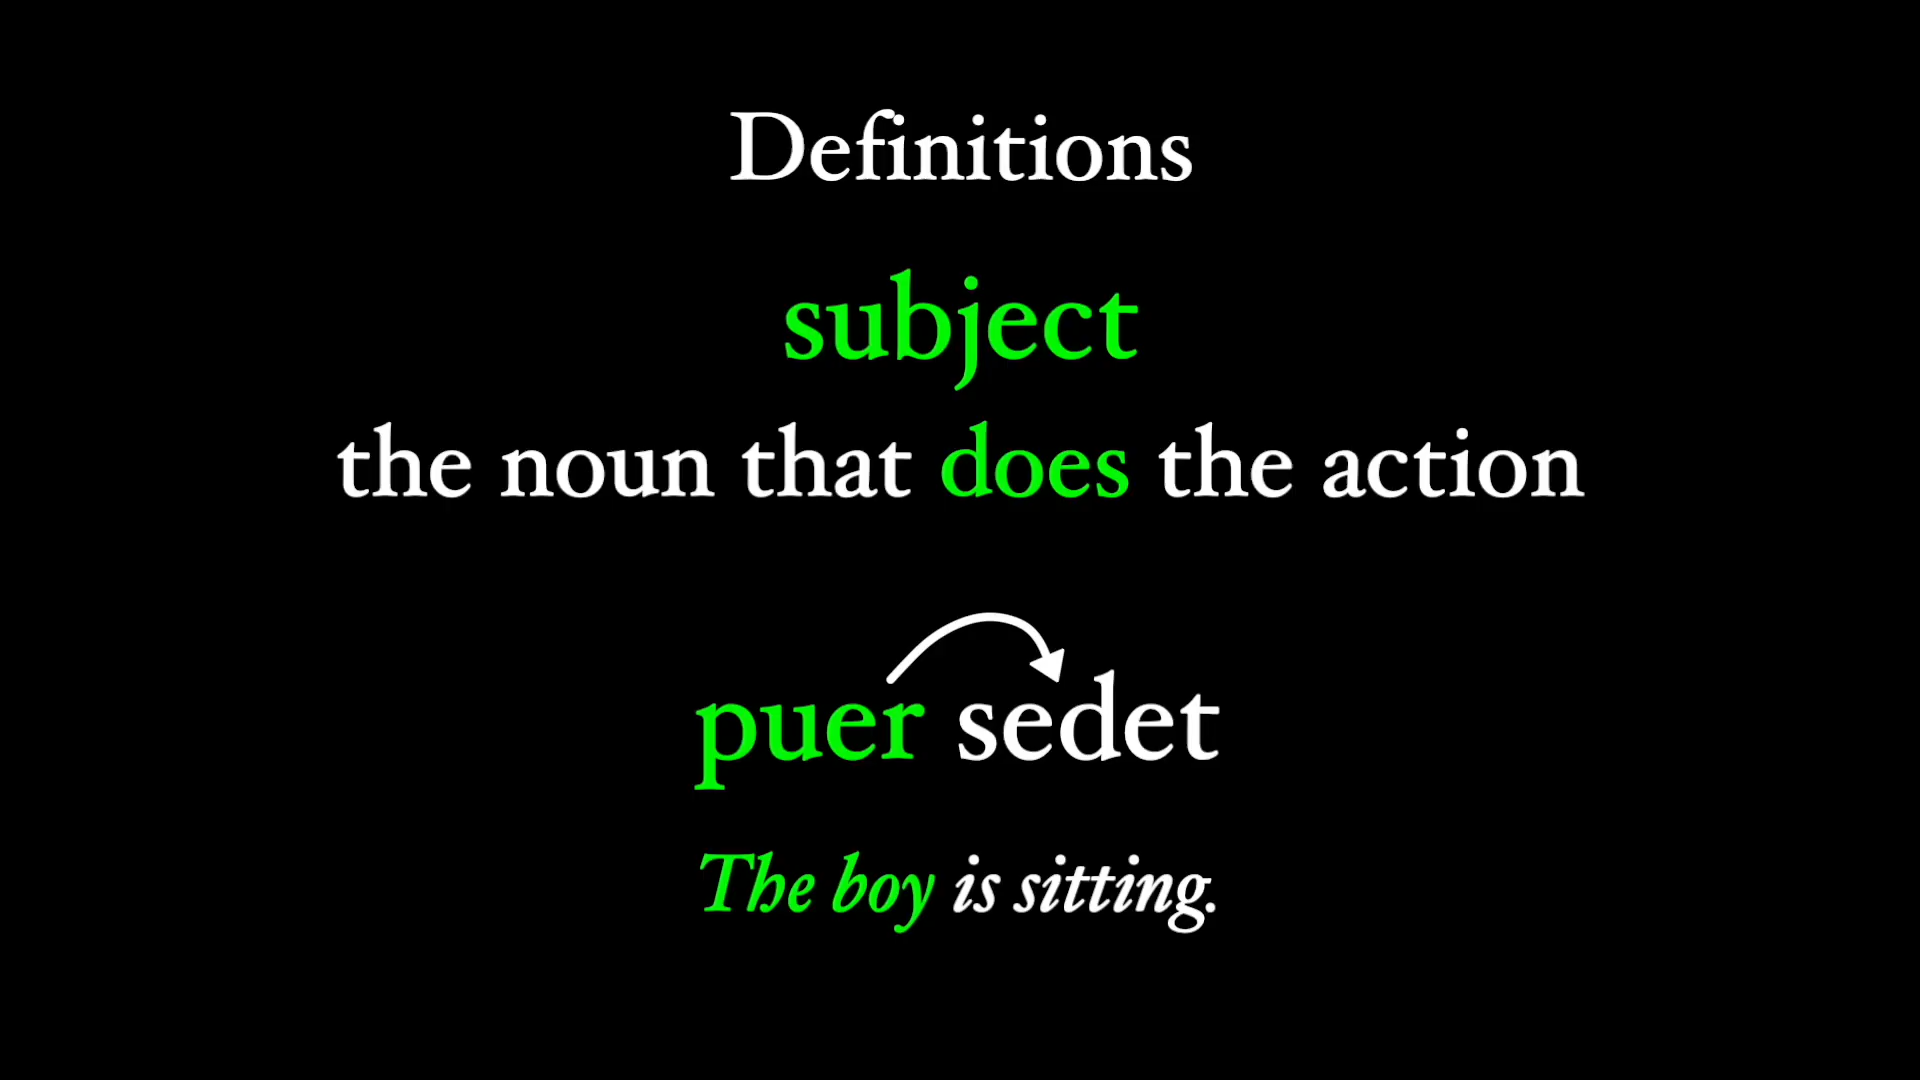 Definitions
subject
the noun that does the action
puer sedet
The boy is sitting.